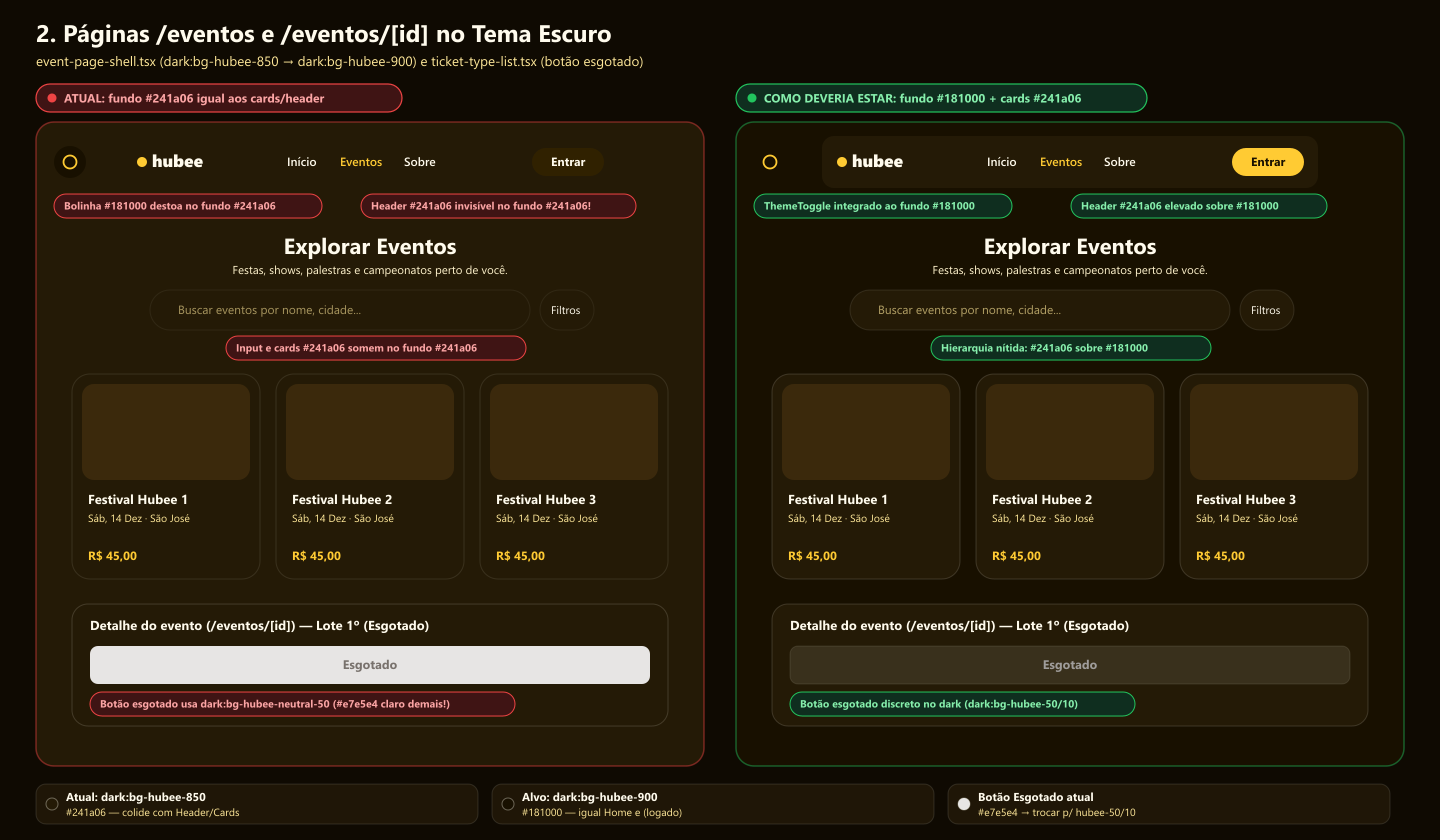 2. Páginas /eventos e /eventos/[id] no Tema Escuro
event-page-shell.tsx (dark:bg-hubee-850 → dark:bg-hubee-900) e ticket-type-list.tsx (botão esgotado)
ATUAL: fundo #241a06 igual aos cards/header
hubee
Início
Eventos
Sobre
Entrar
Bolinha #181000 destoa no fundo #241a06
Header #241a06 invisível no fundo #241a06!
Explorar Eventos
Festas, shows, palestras e campeonatos perto de você.
Buscar eventos por nome, cidade...
Filtros
Input e cards #241a06 somem no fundo #241a06
Festival Hubee 1
Sáb, 14 Dez · São José
R$ 45,00
Festival Hubee 2
Sáb, 14 Dez · São José
R$ 45,00
Festival Hubee 3
Sáb, 14 Dez · São José
R$ 45,00
Detalhe do evento (/eventos/[id]) — Lote 1º (Esgotado)
Esgotado
Botão esgotado usa dark:bg-hubee-neutral-50 (#e7e5e4 claro demais!)
COMO DEVERIA ESTAR: fundo #181000 + cards #241a06
hubee
Início
Eventos
Sobre
Entrar
ThemeToggle integrado ao fundo #181000
Header #241a06 elevado sobre #181000
Explorar Eventos
Festas, shows, palestras e campeonatos perto de você.
Buscar eventos por nome, cidade...
Filtros
Hierarquia nítida: #241a06 sobre #181000
Festival Hubee 1
Sáb, 14 Dez · São José
R$ 45,00
Festival Hubee 2
Sáb, 14 Dez · São José
R$ 45,00
Festival Hubee 3
Sáb, 14 Dez · São José
R$ 45,00
Detalhe do evento (/eventos/[id]) — Lote 1º (Esgotado)
Esgotado
Botão esgotado discreto no dark (dark:bg-hubee-50/10)
Atual: dark:bg-hubee-850
#241a06 — colide com Header/Cards
Alvo: dark:bg-hubee-900
#181000 — igual Home e (logado)
Botão Esgotado atual
#e7e5e4 → trocar p/ hubee-50/10